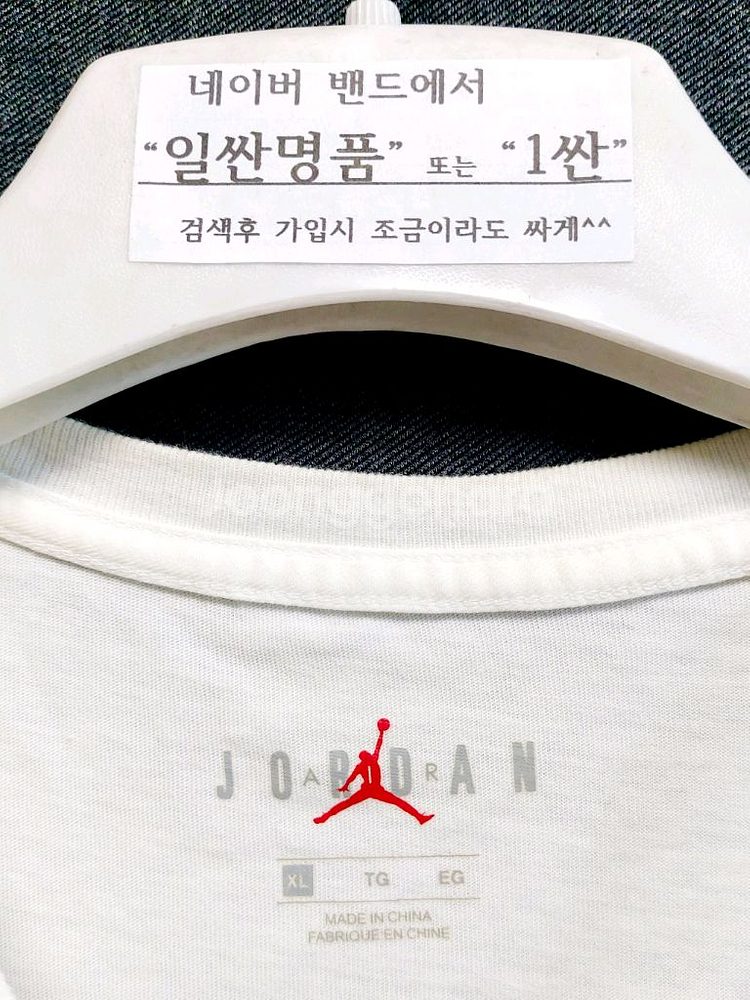 네이버 밴드에서
“일싼명품” 또는 “1싼”
검색후 가입시 조금이라도 싸게^^
JORDAN
AIR
XL TG EG
MADE IN CHINA
FABRIQUE EN CHINE